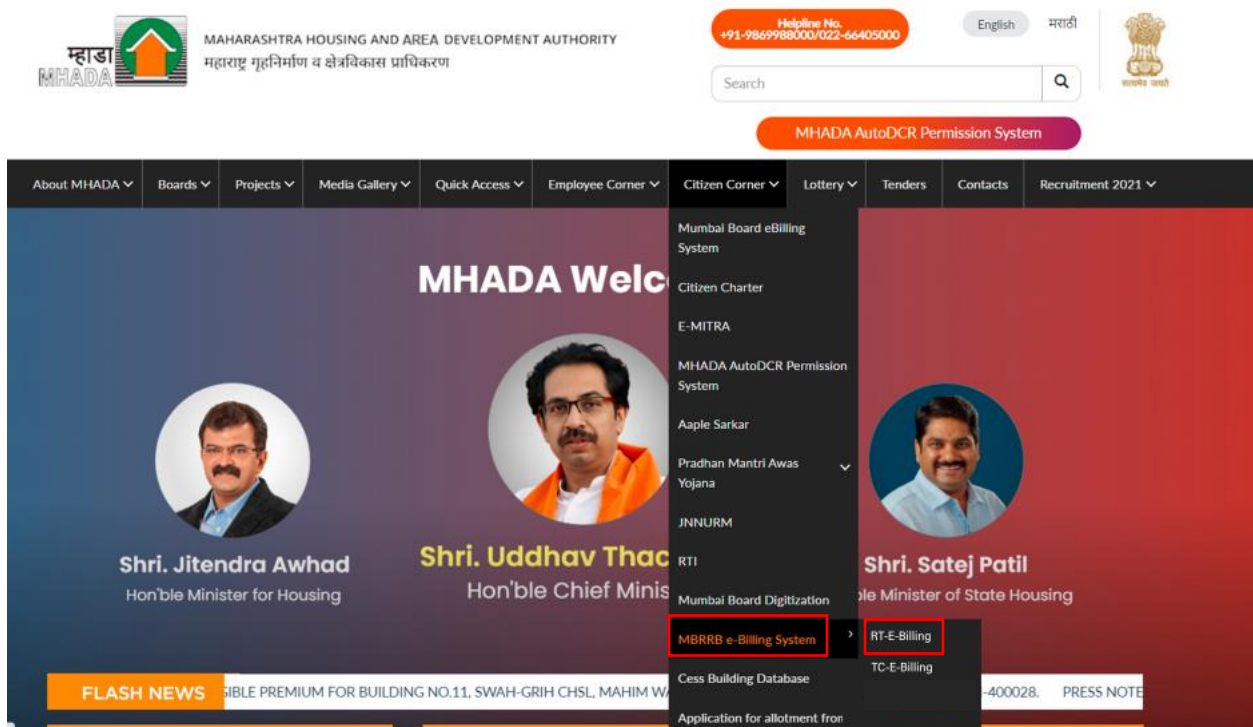 म्हाडा
MHADA
MAHARASHTRA HOUSING AND AREA DEVELOPMENT AUTHORITY
महाराष्ट्र गृहनिर्माण व क्षेत्रविकास प्राधिकरण
Helpline No.
+91-9869988000/022-66405000
English मराठी
Search
सत्यमेव जयते
MHADA AutoDCR Permission System
About MHADA Boards Projects Media Gallery Quick Access Employee Corner Citizen Corner Lottery Tenders Contacts Recruitment 2021
Mumbai Board eBilling
System
MHADA Welc
Citizen Charter
E-MITRA
MHADA AutoDCR Permission
System
Aaple Sarkar
Pradhan Mantri Awas
Yojana
JNNURM
RTI
Mumbai Board Digitization
MBRRB e-Billing System
RT-E-Billing
TC-E-Billing
Cess Building Database
Application for allotment from
Shri. Jitendra Awhad
Hon'ble Minister for Housing
Shri. Uddhav Thac
Hon'ble Chief Minis
Shri. Satej Patil
ble Minister of State Housing
FLASH NEWS GIBLE PREMIUM FOR BUILDING NO.11, SWAH-GRIH CHSL, MAHIM W -400028. PRESS NOTE